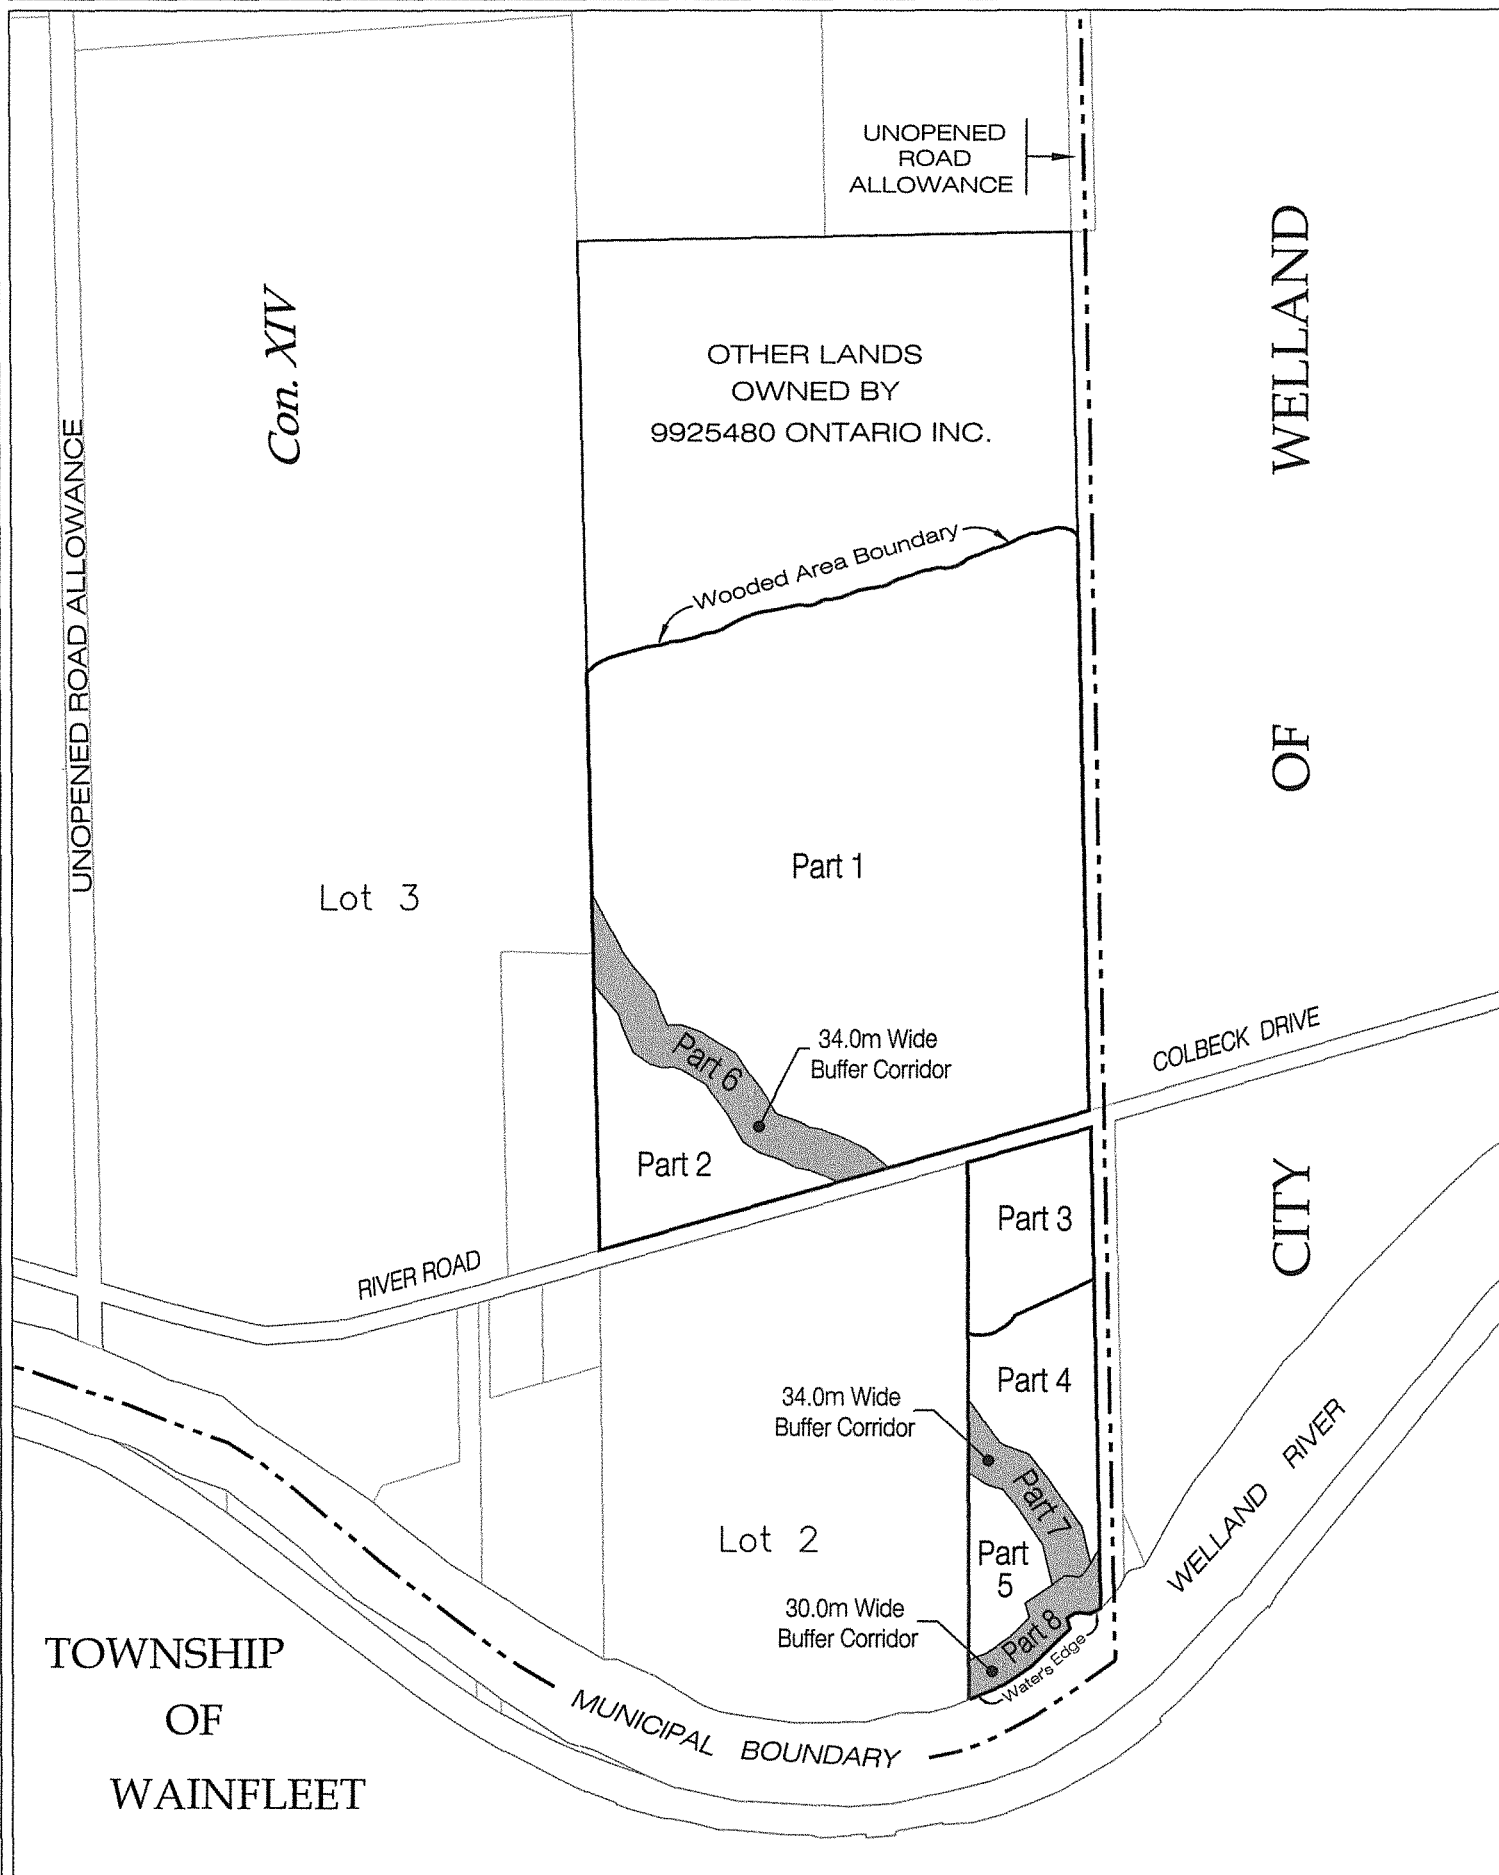 UNOPENED
ROAD
ALLOWANCE
WELLAND
Con. XIV
OTHER LANDS
OWNED BY
9925480 ONTARIO INC.
UNOPENED ROAD ALLOWANCE
Wooded Area Boundary
OF
Part 1
Lot 3
34.0m Wide
Buffer Corridor
Part 6
COLBECK DRIVE
Part 2
CITY
Part 3
RIVER ROAD
Part 4
34.0m Wide
Buffer Corridor
Part 7
WELLAND RIVER
Lot 2
Part
5
30.0m Wide
Buffer Corridor
Part 8
Water's Edge
TOWNSHIP
OF
WAINFLEET
MUNICIPAL BOUNDARY